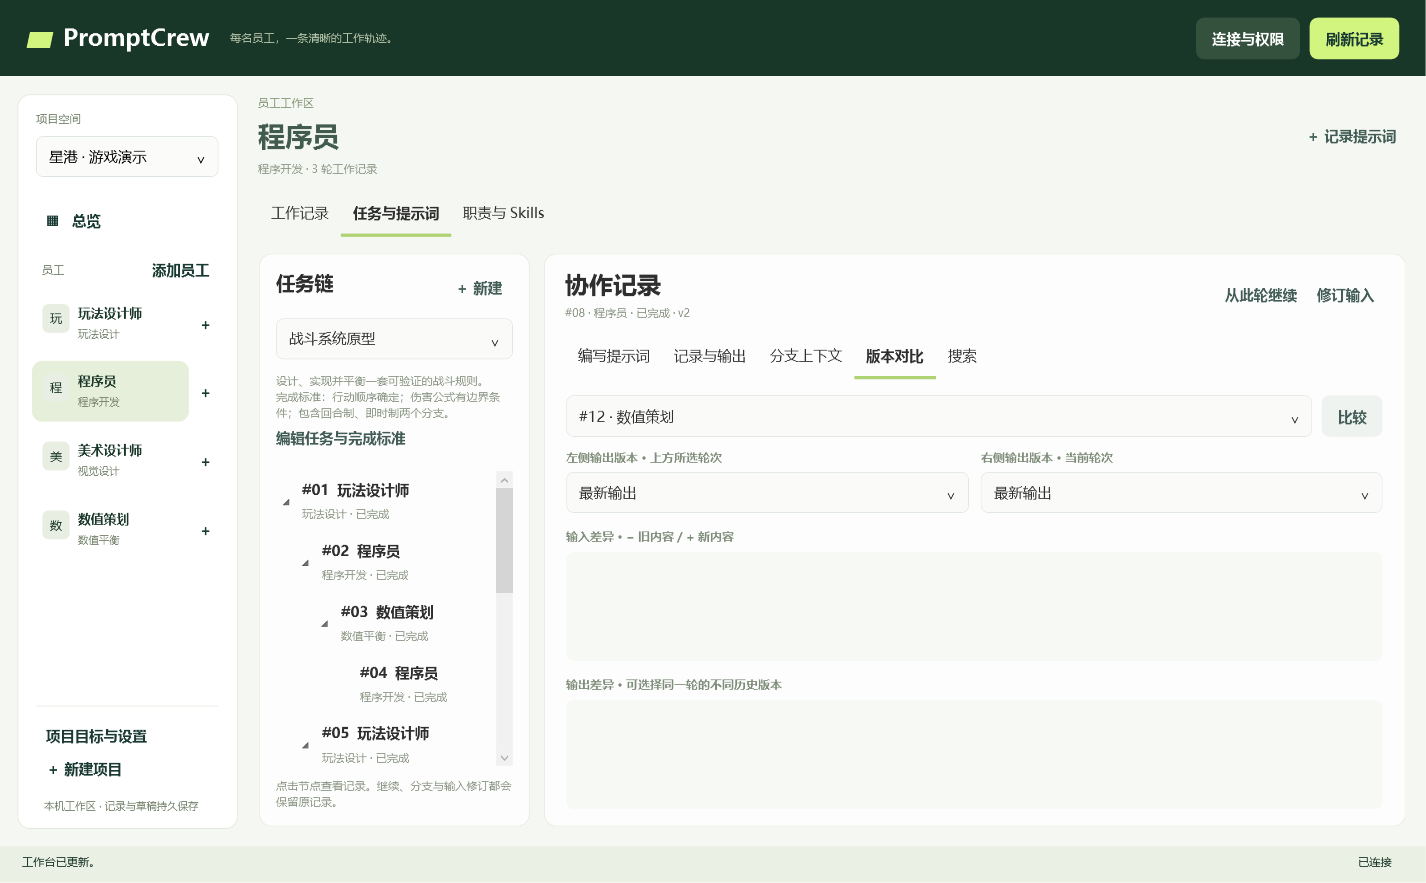 PromptCrew
每名员工，一条清晰的工作轨迹。
连接与权限
刷新记录
项目空间
星港 · 游戏演示
总览
员工
添加员工
玩
玩法设计师
玩法设计
+
程
程序员
程序开发
+
美
美术设计师
视觉设计
+
数
数值策划
数值平衡
+
项目目标与设置
+ 新建项目
本机工作区 · 记录与草稿持久保存
员工工作区
程序员
程序开发 · 3 轮工作记录
+ 记录提示词
工作记录
任务与提示词
职责与 Skills
任务链
+ 新建
战斗系统原型
设计、实现并平衡一套可验证的战斗规则。
完成标准：行动顺序确定；伤害公式有边界条
件；包含回合制、即时制两个分支。
编辑任务与完成标准
#01 玩法设计师
玩法设计 · 已完成
#02 程序员
程序开发 · 已完成
#03 数值策划
数值平衡 · 已完成
#04 程序员
程序开发 · 已完成
#05 玩法设计师
玩法设计 · 已完成
点击节点查看记录。继续、分支与输入修订都会
保留原记录。
协作记录
#08 · 程序员 · 已完成 · v2
从此轮继续
修订输入
编写提示词
记录与输出
分支上下文
版本对比
搜索
#12 · 数值策划
比较
左侧输出版本 • 上方所选轮次
右侧输出版本 • 当前轮次
最新输出
最新输出
输入差异 • − 旧内容 / + 新内容
输出差异 • 可选择同一轮的不同历史版本
工作台已更新。
已连接